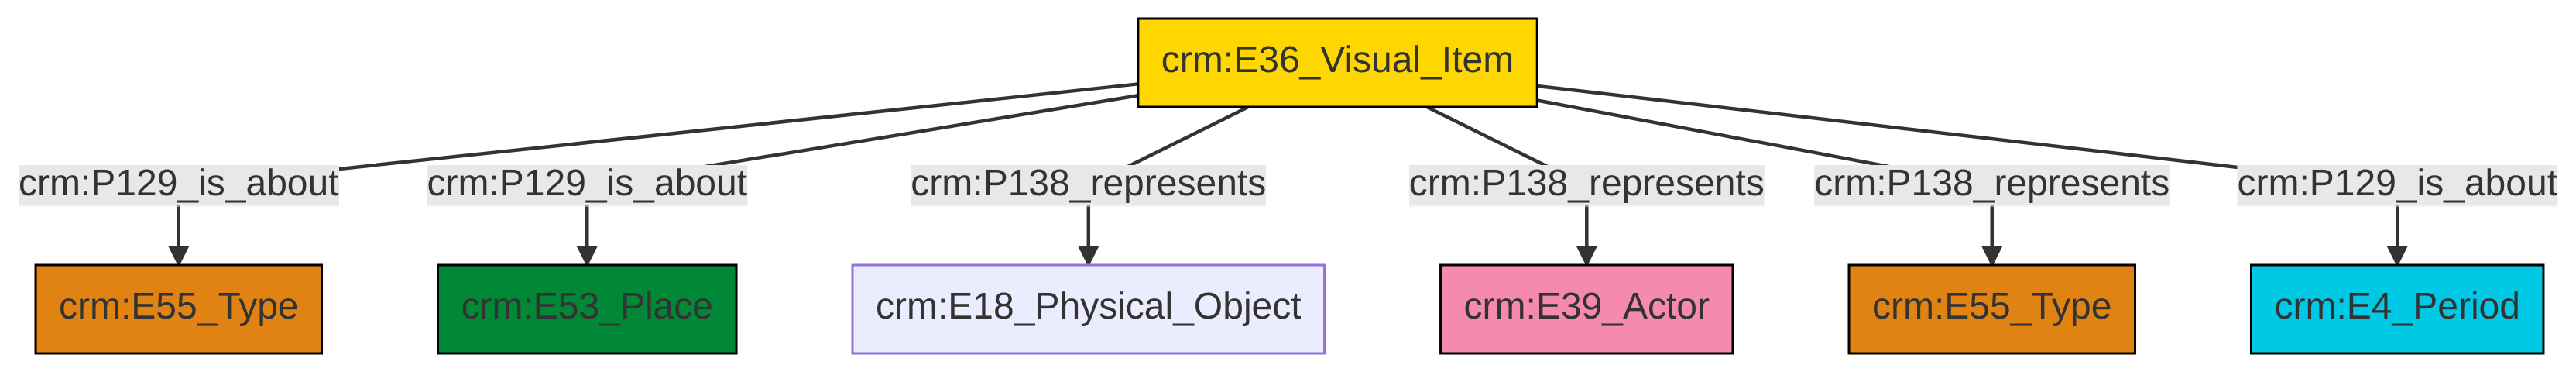 crm:E36_Visual_Item
crm:P129_is_about
crm:P129_is_about
crm:P138_represents
crm:P138_represents
crm:P138_represents
crm:P129_is_about
crm:E55_Type
crm:E53_Place
crm:E18_Physical_Object
crm:E39_Actor
crm:E55_Type
crm:E4_Period